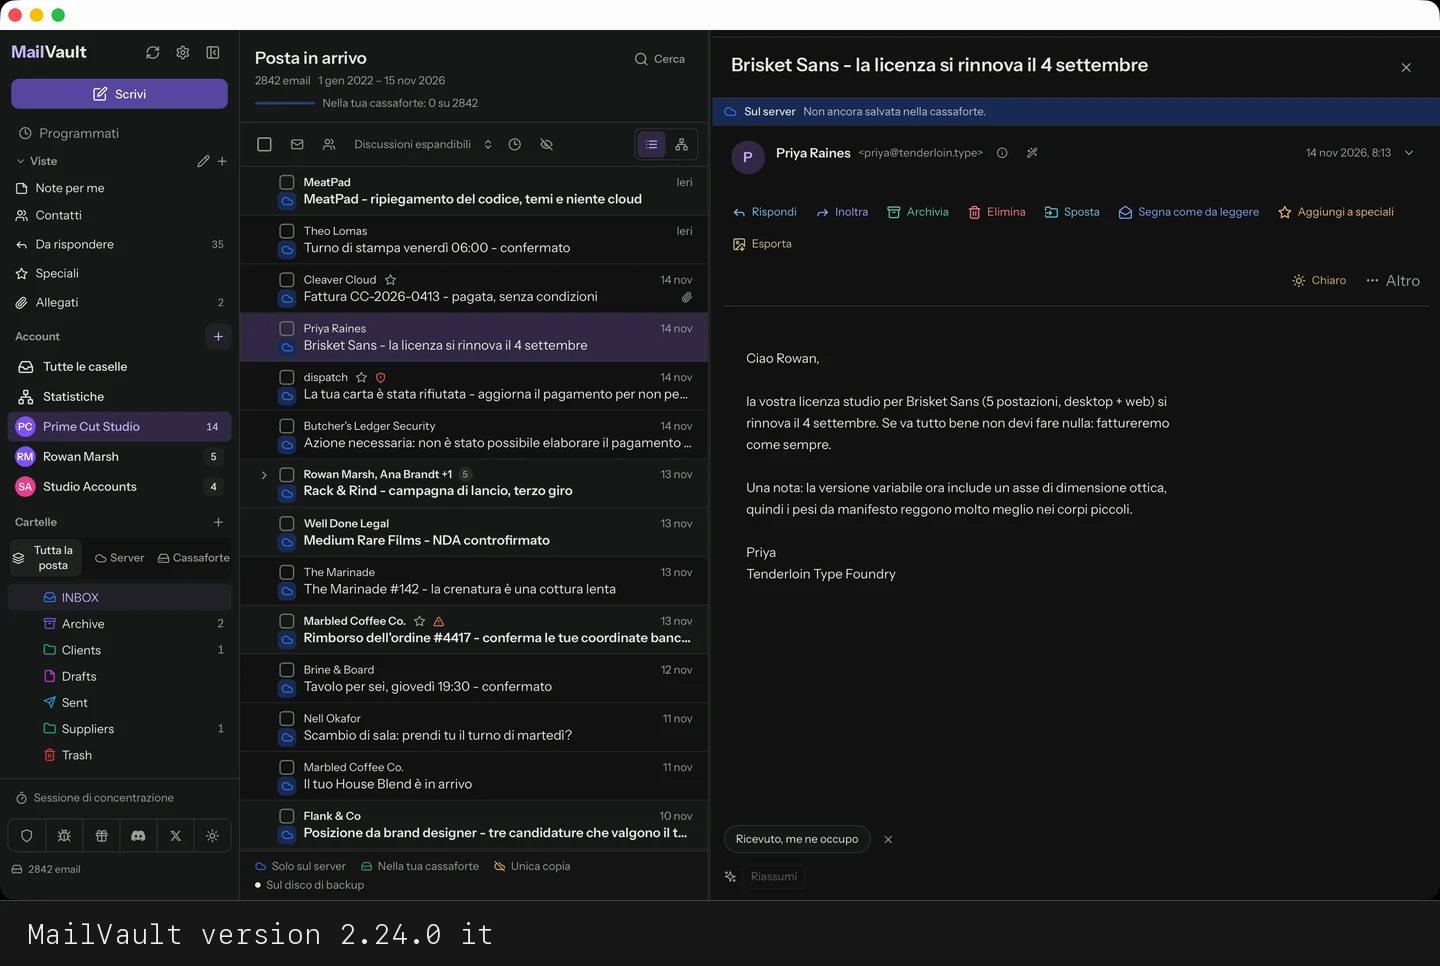 MailVault
Scrivi
Programmati
Viste
Note per me
Contatti
Da rispondere 35
Speciali
Allegati 2
Account
Tutte le caselle
Statistiche
PC Prime Cut Studio 14
RM Rowan Marsh 5
SA Studio Accounts 4
Cartelle
Tutta la posta
Server
Cassaforte
INBOX
Archive 2
Clients 1
Drafts
Sent
Suppliers 1
Trash
Sessione di concentrazione
2842 email
Posta in arrivo
Cerca
2842 email 1 gen 2022 – 15 nov 2026
Nella tua cassaforte: 0 su 2842
Discussioni espandibili
MeatPad Ieri
MeatPad - ripiegamento del codice, temi e niente cloud
Theo Lomas Ieri
Turno di stampa venerdì 06:00 - confermato
Cleaver Cloud 14 nov
Fattura CC-2026-0413 - pagata, senza condizioni
Priya Raines 14 nov
Brisket Sans - la licenza si rinnova il 4 settembre
dispatch 14 nov
La tua carta è stata rifiutata - aggiorna il pagamento per non pe...
Butcher's Ledger Security 14 nov
Azione necessaria: non è stato possibile elaborare il pagamento ...
Rowan Marsh, Ana Brandt +1 5 13 nov
Rack & Rind - campagna di lancio, terzo giro
Well Done Legal 13 nov
Medium Rare Films - NDA controfirmato
The Marinade 13 nov
The Marinade #142 - la crenatura è una cottura lenta
Marbled Coffee Co. 13 nov
Rimborso dell'ordine #4417 - conferma le tue coordinate banc...
Brine & Board 12 nov
Tavolo per sei, giovedì 19:30 - confermato
Nell Okafor 11 nov
Scambio di sala: prendi tu il turno di martedì?
Marbled Coffee Co. 11 nov
Il tuo House Blend è in arrivo
Flank & Co 10 nov
Posizione da brand designer - tre candidature che valgono il t...
Solo sul server Nella tua cassaforte Unica copia
Sul disco di backup
Brisket Sans - la licenza si rinnova il 4 settembre
Sul server Non ancora salvata nella cassaforte.
P Priya Raines <priya@tenderloin.type> 14 nov 2026, 8:13
Rispondi Inoltra Archivia Elimina Sposta Segna come da leggere Aggiungi a speciali
Esporta
Chiaro Altro
Ciao Rowan,
la vostra licenza studio per Brisket Sans (5 postazioni, desktop + web) si
rinnova il 4 settembre. Se va tutto bene non devi fare nulla: fattureremo
come sempre.
Una nota: la versione variabile ora include un asse di dimensione ottica,
quindi i pesi da manifesto reggono molto meglio nei corpi piccoli.
Priya
Tenderloin Type Foundry
Ricevuto, me ne occupo
Riassumi
MailVault version 2.24.0 it